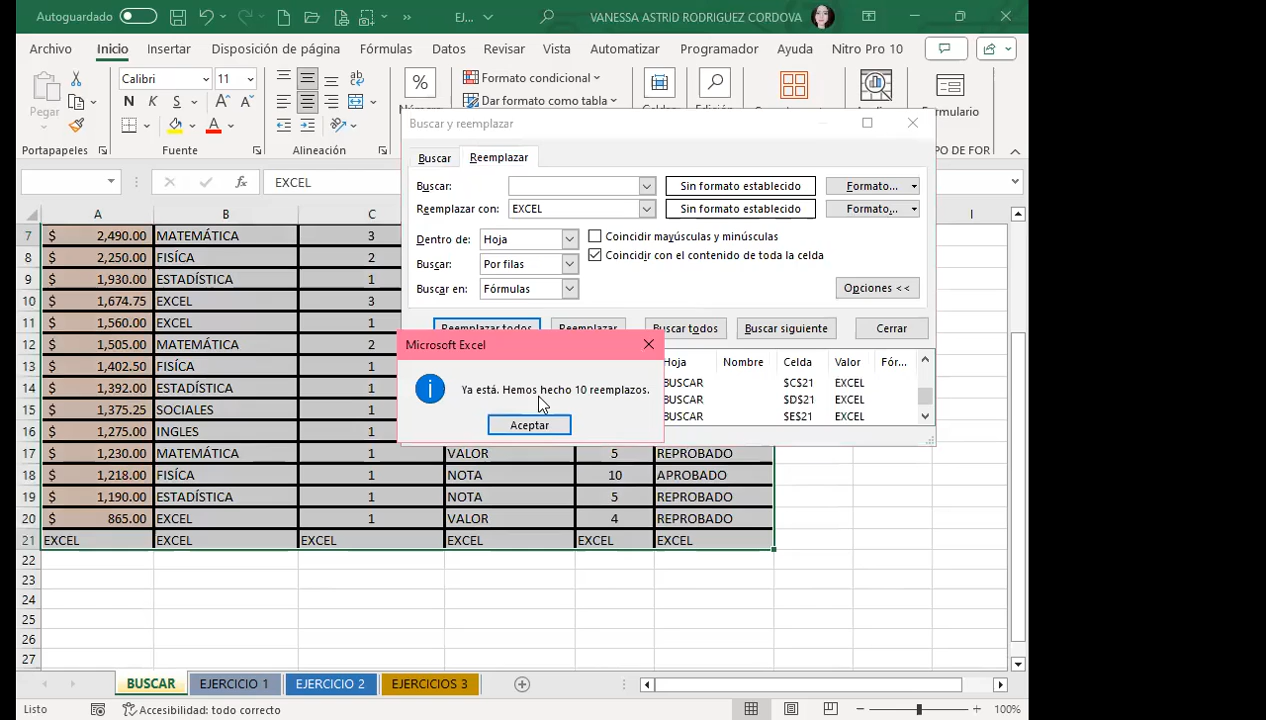 Autoguardado
EJ...
VANESSA ASTRID RODRIGUEZ CORDOVA
Archivo Inicio Insertar Disposición de página Fórmulas Datos Revisar Vista Automatizar Programador Ayuda Nitro Pro 10
Pegar
Calibri 11
N K S
%
Formato condicional
Dar formato como tabla
Formulario
Portapapeles Fuente Alineación PO DE FOR
fx EXCEL
Buscar y reemplazar
Buscar Reemplazar
Buscar: Sin formato establecido Formato...
Reemplazar con: EXCEL Sin formato establecido Formato...
Dentro de: Hoja Coincidir mayúsculas y minúsculas
Buscar: Por filas Coincidir con el contenido de toda la celda
Buscar en: Fórmulas Opciones <<
Reemplazar todos Reemplazar Buscar todos Buscar siguiente Cerrar
Hoja Nombre Celda Valor Fór...
BUSCAR $C$21 EXCEL
BUSCAR $D$21 EXCEL
BUSCAR $E$21 EXCEL
Microsoft Excel
Ya está. Hemos hecho 10 reemplazos.
Aceptar
A B C I
7 $ 2,490.00 MATEMÁTICA 3
8 $ 2,250.00 FISÍCA 2
9 $ 1,930.00 ESTADÍSTICA 1
10 $ 1,674.75 EXCEL 3
11 $ 1,560.00 EXCEL 1
12 $ 1,505.00 MATEMÁTICA 2
13 $ 1,402.50 FISÍCA 1
14 $ 1,392.00 ESTADÍSTICA 1
15 $ 1,375.25 SOCIALES 1
16 $ 1,275.00 INGLES 1
17 $ 1,230.00 MATEMÁTICA 1 VALOR 5 REPROBADO
18 $ 1,218.00 FISÍCA 1 NOTA 10 APROBADO
19 $ 1,190.00 ESTADÍSTICA 1 NOTA 5 REPROBADO
20 $ 865.00 EXCEL 1 VALOR 4 REPROBADO
21 EXCEL EXCEL EXCEL EXCEL EXCEL EXCEL
22
23
24
25
26
27
BUSCAR EJERCICIO 1 EJERCICIO 2 EJERCICIOS 3
Listo Accesibilidad: todo correcto 100%